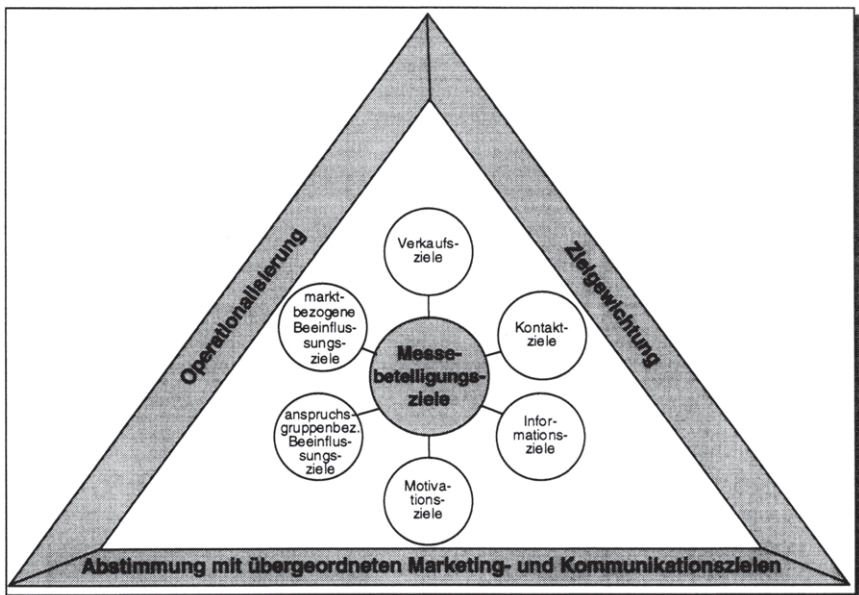 Operationalisierung
Zielgewichtung
Verkaufs-
ziele
markt-
bezogene
Beeinflus-
sungs-
ziele
Kontakt-
ziele
Messe-
beteiligungs-
ziele
anspruchs-
gruppenbez.
Beeinflus-
sungs-
ziele
Infor-
mations-
ziele
Motiva-
tions-
ziele
Abstimmung mit übergeordneten Marketing- und Kommunikationszielen